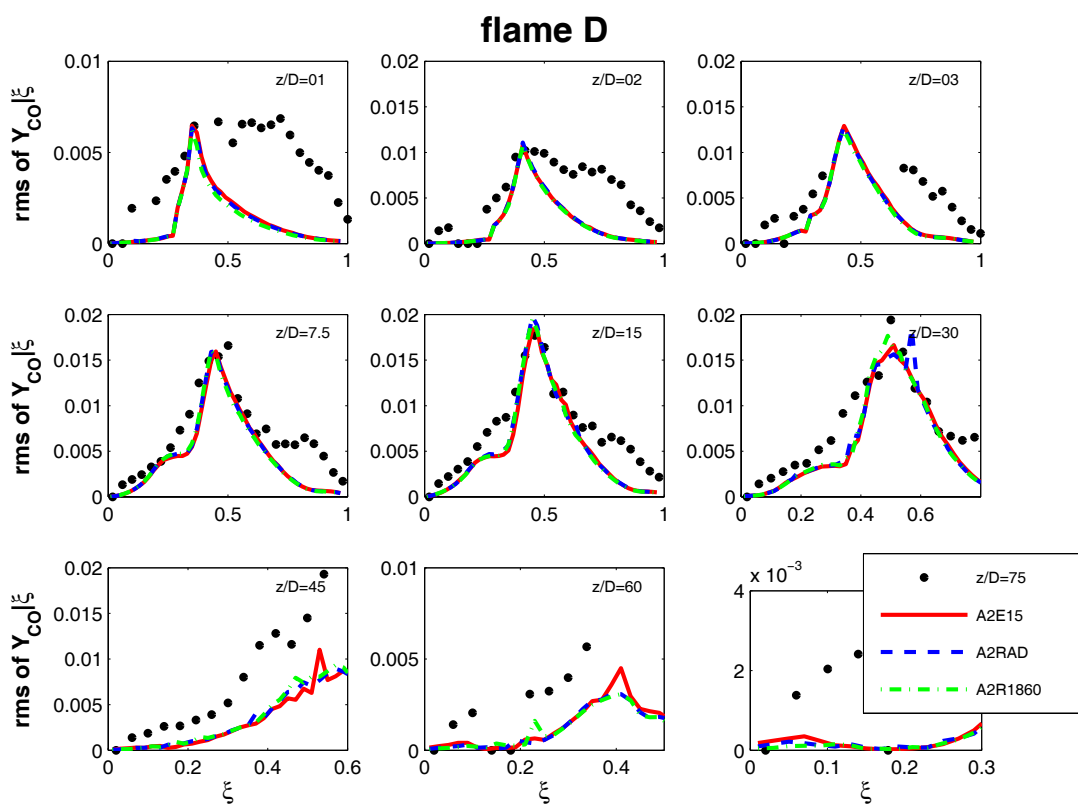 flame D
rms of Y_CO|ξ
0.01
0.005
0
0 0.5 1
z/D=01
0.02
0.015
0.01
0.005
0
0 0.5 1
z/D=02
0.02
0.015
0.01
0.005
0
0 0.5 1
z/D=03
rms of Y_CO|ξ
0.02
0.015
0.01
0.005
0
0 0.5 1
z/D=7.5
0.02
0.015
0.01
0.005
0
0 0.5 1
z/D=15
0.02
0.015
0.01
0.005
0
0 0.2 0.4 0.6
z/D=30
rms of Y_CO|ξ
0.02
0.015
0.01
0.005
0
0 0.2 0.4 0.6
ξ
z/D=45
0.01
0.005
0
0 0.2 0.4
ξ
z/D=60
x 10⁻³
4
2
0
0 0.1 0.2 0.3
ξ
z/D=75
A2E15
A2RAD
A2R1860